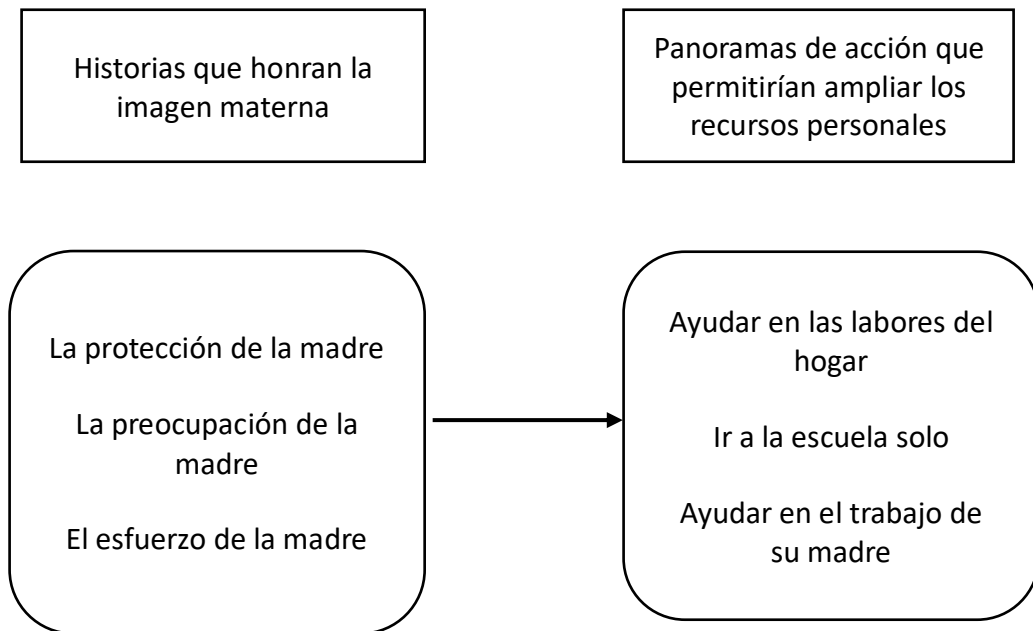 Historias que honran la
imagen materna
Panoramas de acción que
permitirían ampliar los
recursos personales
La protección de la madre
La preocupación de la
madre
El esfuerzo de la madre
Ayudar en las labores del
hogar
Ir a la escuela solo
Ayudar en el trabajo de
su madre